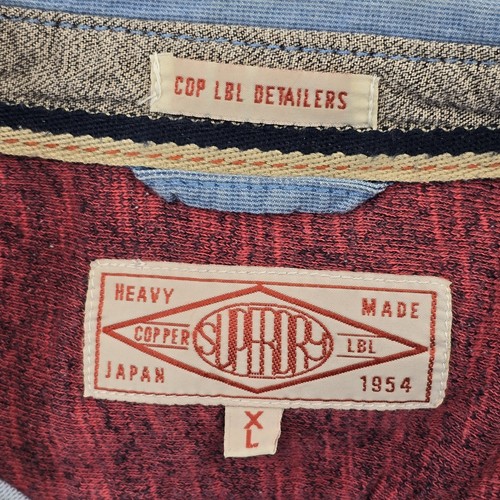 COP LBL DETAILERS
HEAVY MADE
COPPER SUPERDRY LBL
JAPAN 1954
XL